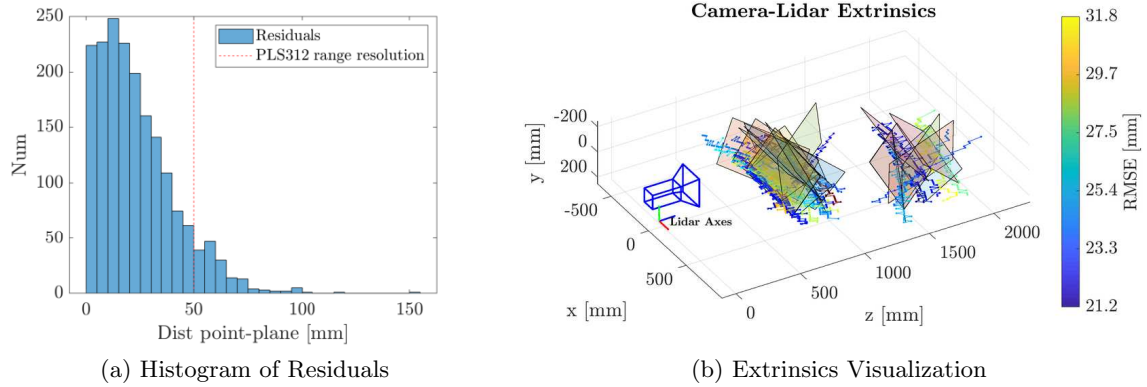 250
200
150
100
50
0
Num
0
50
100
150
Dist point-plane [mm]
Residuals
PLS312 range resolution
(a) Histogram of Residuals
Camera-Lidar Extrinsics
-200
0
200
y [mm]
-500
0
500
x [mm]
0
500
1000
1500
2000
z [mm]
Lidar Axes
31.8
29.7
27.5
25.4
23.3
21.2
RMSE [mm]
(b) Extrinsics Visualization